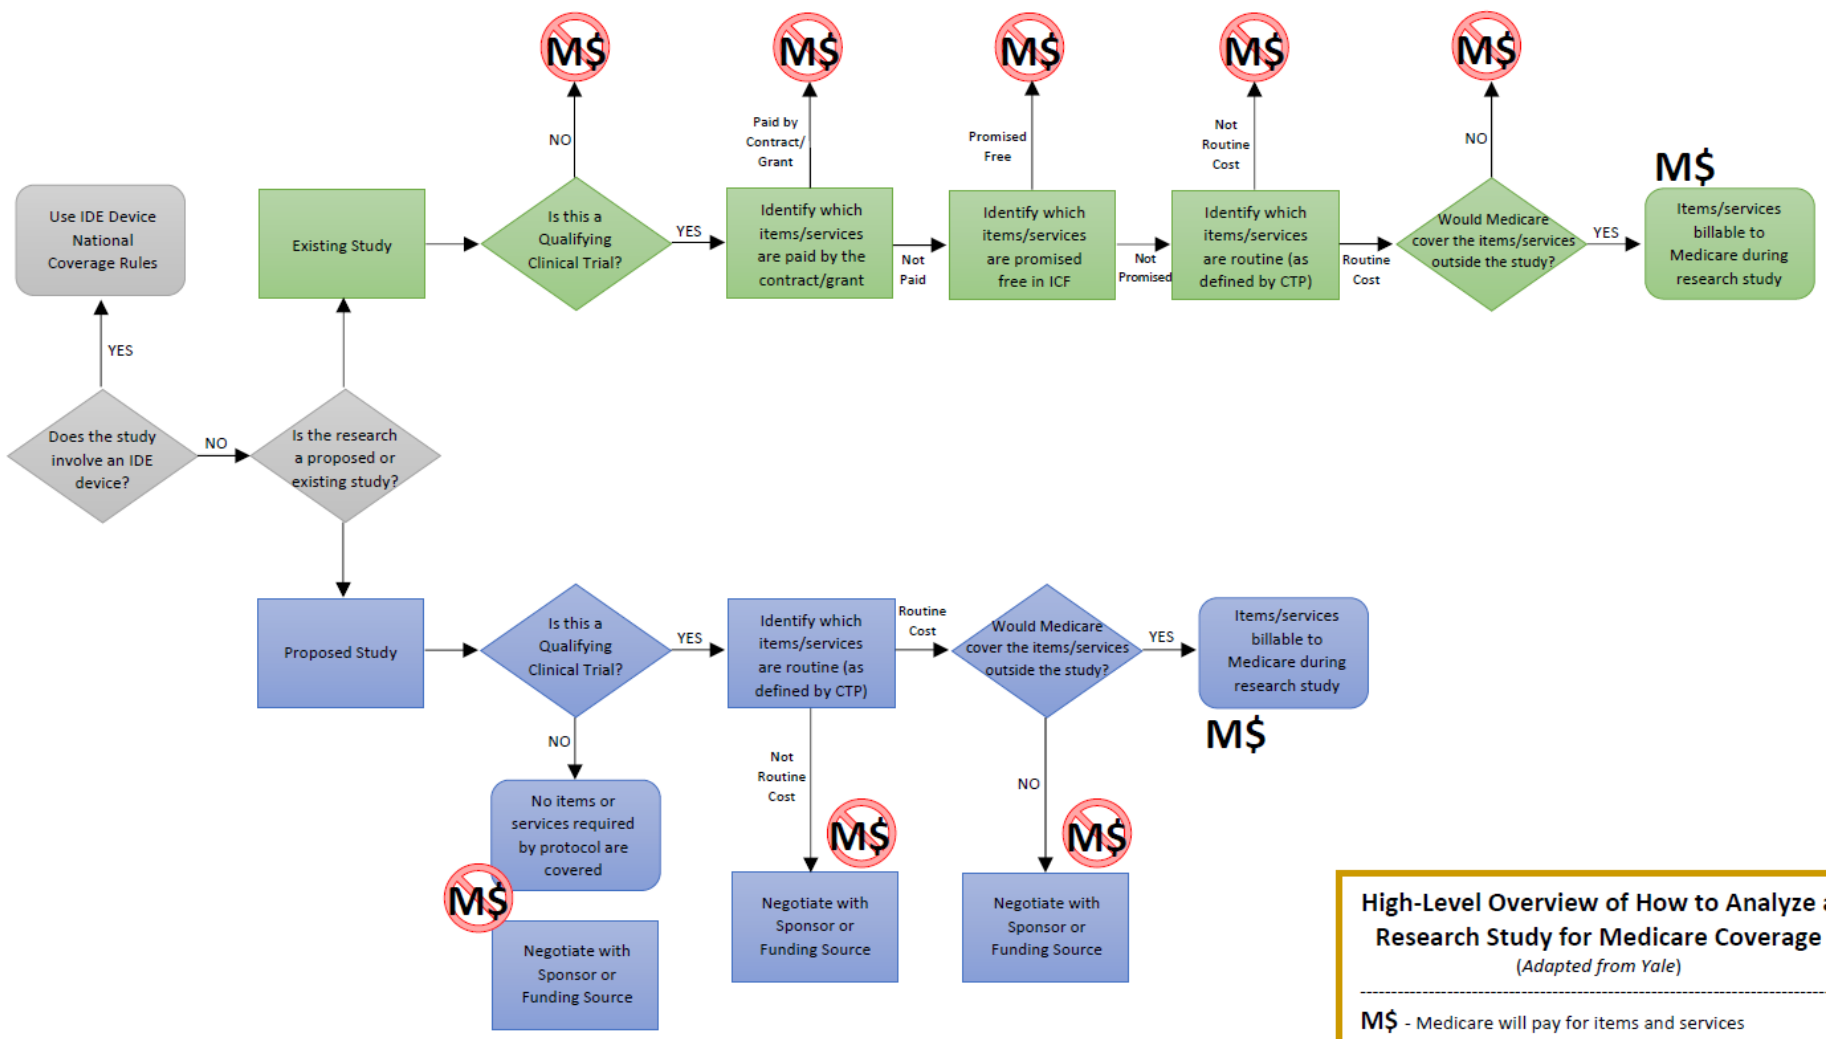 M$
M$
M$
M$
M$
NO
Paid by
Contract/
Grant
Promised
Free
Not
Routine
Cost
NO
M$
Use IDE Device
National
Coverage Rules
Existing Study
Is this a
Qualifying
Clinical Trial?
YES
Identify which
items/services
are paid by the
contract/grant
Not
Paid
Identify which
items/services
are promised
free in ICF
Not
Promised
Identify which
items/services
are routine (as
defined by CTP)
Routine
Cost
Would Medicare
cover the items/services
outside the study?
YES
Items/services
billable to
Medicare during
research study
YES
Does the study
involve an IDE
device?
NO
Is the research
a proposed or
existing study?
Proposed Study
Is this a
Qualifying
Clinical Trial?
YES
Identify which
items/services
are routine (as
defined by CTP)
Routine
Cost
Would Medicare
cover the items/services
outside the study?
YES
Items/services
billable to
Medicare during
research study
M$
NO
Not
Routine
Cost
NO
No items or
services required
by protocol are
covered
M$
M$
M$
Negotiate with
Sponsor or
Funding Source
Negotiate with
Sponsor or
Funding Source
Negotiate with
Sponsor or
Funding Source
High-Level Overview of How to Analyze a
Research Study for Medicare Coverage
(Adapted from Yale)
M$ - Medicare will pay for items and services